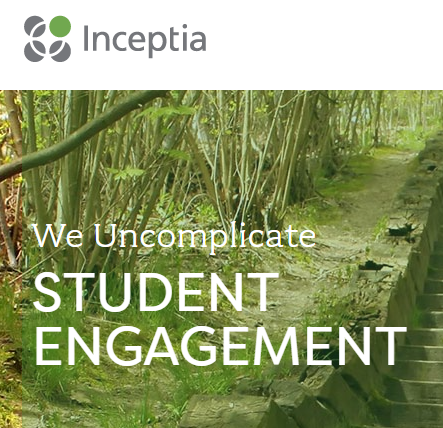 Inceptia
We Uncomplicate
STUDENT
ENGAGEMENT